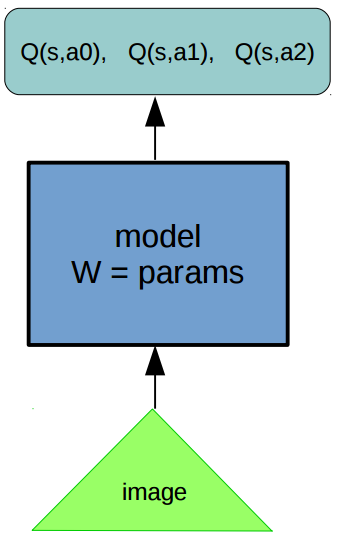 Q(s,a0), Q(s,a1), Q(s,a2)
model
W = params
image